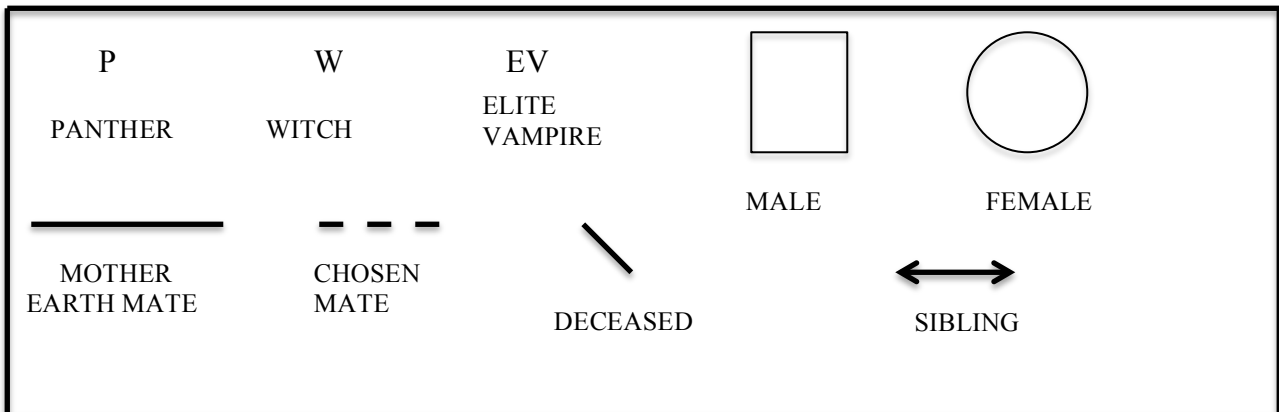 P W EV
PANTHER WITCH ELITE
VAMPIRE
MALE FEMALE
MOTHER
EARTH MATE
CHOSEN
MATE
DECEASED SIBLING